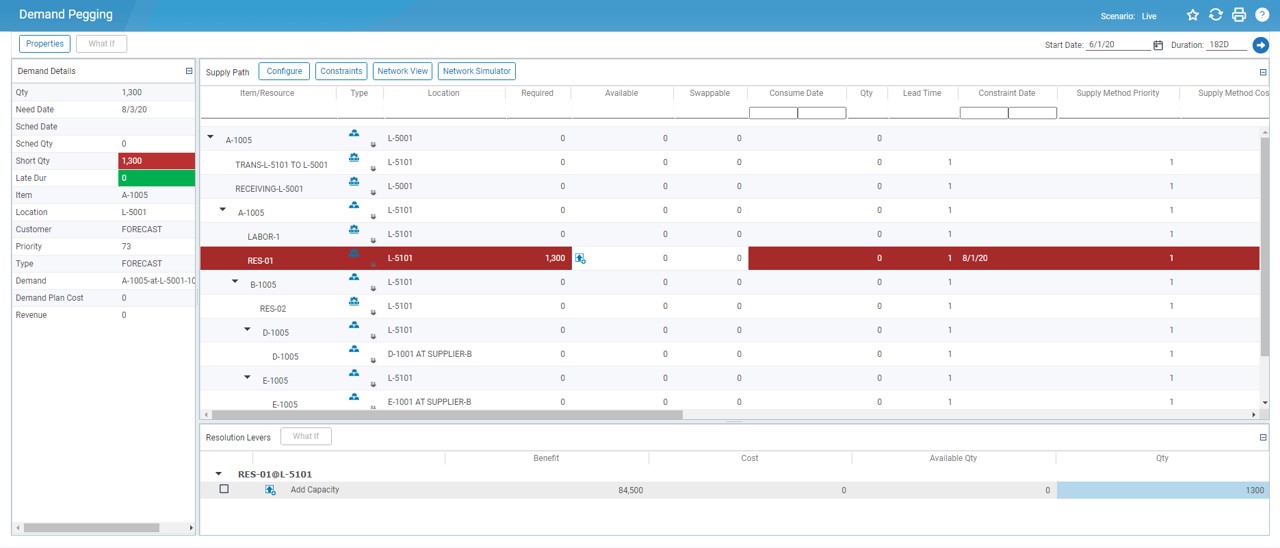 Demand Pegging
Scenario: Live
Properties What If
Start Date: 6/1/20 Duration: 182D
Demand Details
Qty 1,300
Need Date 8/3/20
Sched Date
Sched Qty 0
Short Qty 1,300
Late Dur 0
Item A-1005
Location L-5001
Customer FORECAST
Priority 73
Type FORECAST
Demand A-1005-at-L-5001-10
Demand Plan Cost 0
Revenue 0
Supply Path Configure Constraints Network View Network Simulator
Item/Resource Type Location Required Available Swappable Consume Date Qty Lead Time Constraint Date Supply Method Priority Supply Method Cos
A-1005 L-5001 0 0 0 0
TRANS-L-5101 TO L-5001 L-5101 0 0 0 0 1 1
RECEIVING-L-5001 L-5001 0 0 0 0 1 1
A-1005 L-5101 0 0 0 0 1 1
LABOR-1 L-5101 0 0 0 0 1 1
RES-01 L-5101 1,300 0 0 0 1 8/1/20 1
B-1005 L-5101 0 0 0 0 1 1
RES-02 L-5101 0 0 0 0 1 1
D-1005 L-5101 0 0 0 0 1 1
D-1005 D-1001 AT SUPPLIER-B 0 0 0 0 1 1
E-1005 L-5101 0 0 0 0 1 1
E-1005 E-1001 AT SUPPLIER-B 0 0 0 0 1 1
Resolution Levers What If
Benefit Cost Available Qty Qty
RES-01@L-5101
Add Capacity 84,500 0 0 1300